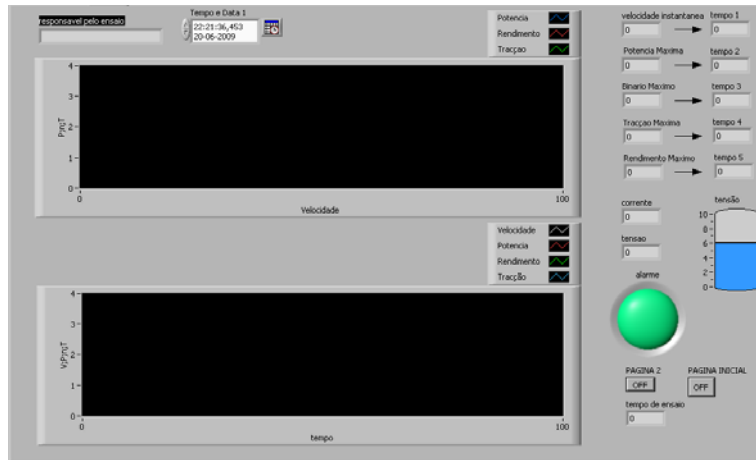 responsavel pelo ensaio
Tempo e Data 1
22:21:36,453
20-06-2009
Potencia
Rendimento
Tracçao
4
3
2
1
0
P;η;T
0
100
Velocidade
Velocidade
Potencia
Rendimento
Tracção
4
3
2
1
0
V;P;η;T
0
100
tempo
velocidade instantanea
tempo 1
0
0
Potencia Maxima
tempo 2
0
0
Binario Maximo
tempo 3
0
0
Tracçao Maxima
tempo 4
0
0
Rendimento Maximo
tempo 5
0
0
corrente
0
tensao
0
tensão
10
8
6
4
2
0
alarme
PAGINA 2
OFF
PAGINA INICIAL
OFF
tempo de ensaio
0